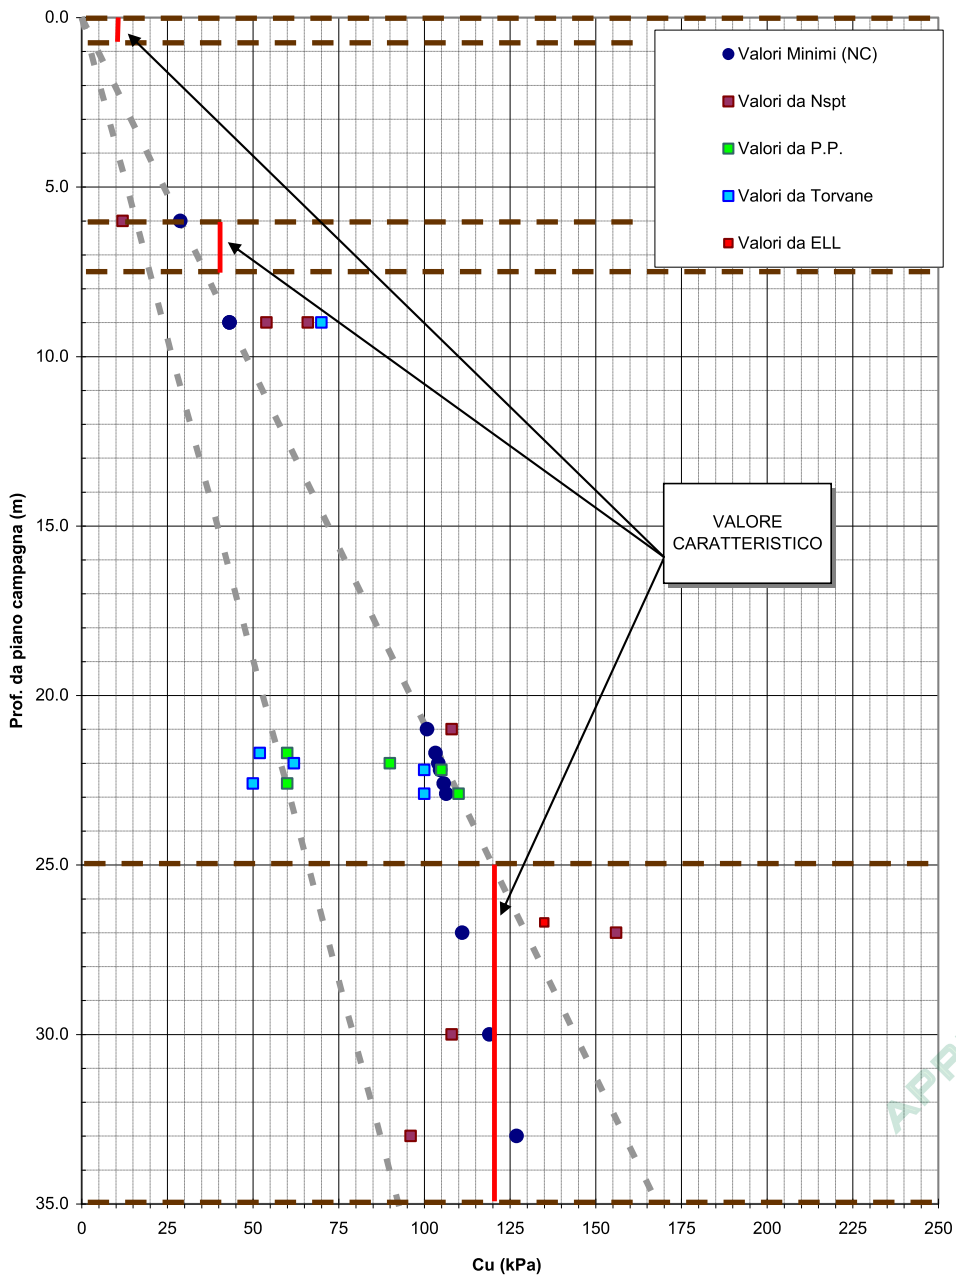 0.0
5.0
10.0
15.0
20.0
25.0
30.0
35.0
Prof. da piano campagna (m)
Valori Minimi (NC)
Valori da Nspt
Valori da P.P.
Valori da Torvane
Valori da ELL
VALORE
CARATTERISTICO
0 25 50 75 100 125 150 175 200 225 250
Cu (kPa)